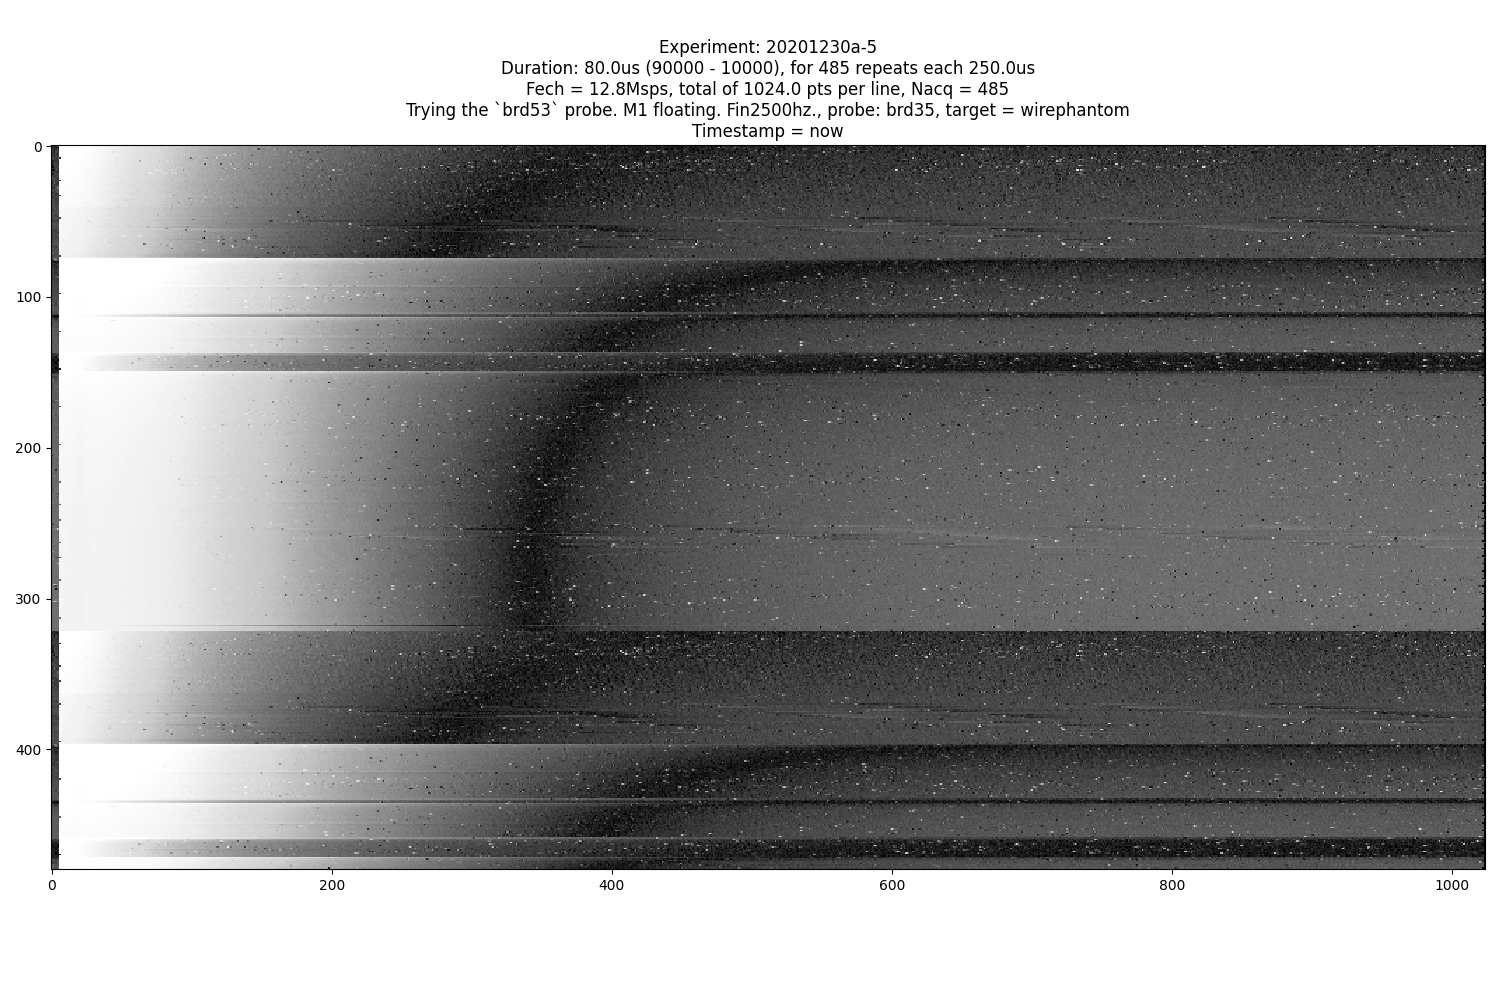 Experiment: 20201230a-5
Duration: 80.0us (90000 - 10000), for 485 repeats each 250.0us
Fech = 12.8Msps, total of 1024.0 pts per line, Nacq = 485
Trying the `brd53` probe. M1 floating. Fin2500hz., probe: brd35, target = wirephantom
Timestamp = now
0
100
200
300
400
0 200 400 600 800 1000